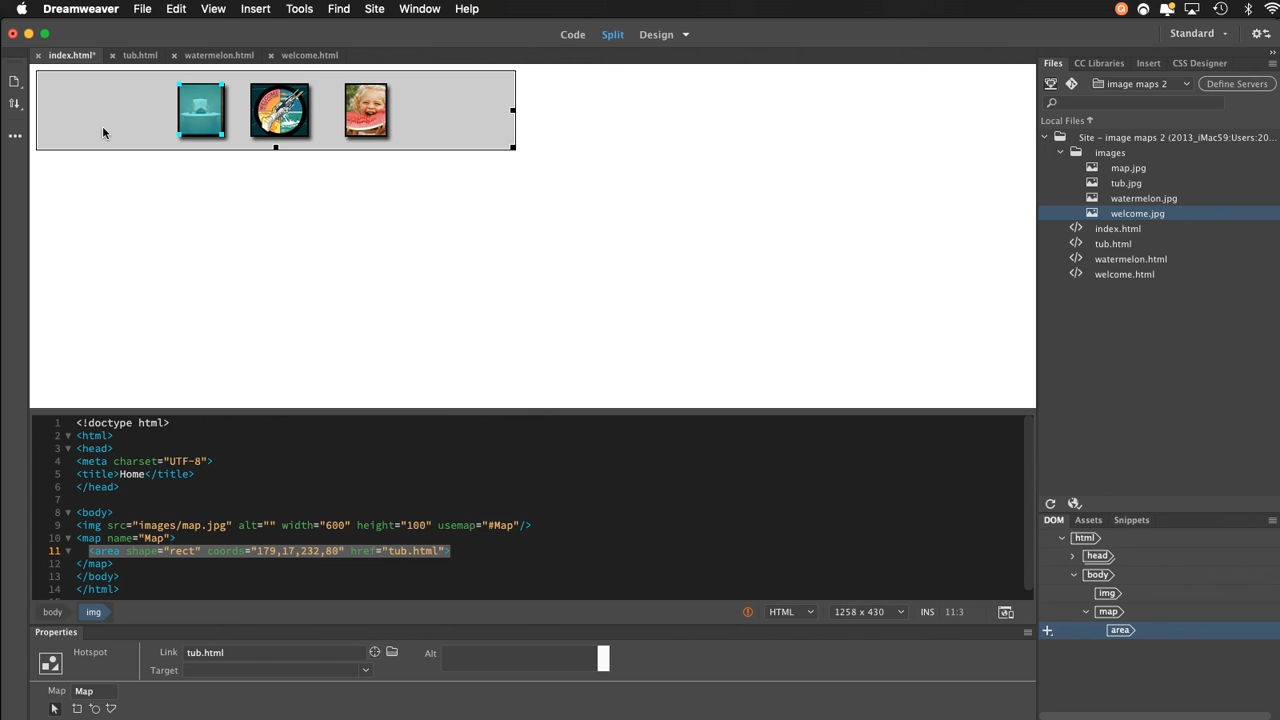 Dreamweaver File Edit View Insert Tools Find Site Window Help
Code Split Design Standard
index.html* tub.html watermelon.html welcome.html
Files CC Libraries Insert CSS Designer
image maps 2 Define Servers
Local Files
Site - image maps 2 (2013_iMac59:Users:20...
images
map.jpg
tub.jpg
watermelon.jpg
welcome.jpg
index.html
tub.html
watermelon.html
welcome.html
1 <!doctype html>
2 <html>
3 <head>
4 <meta charset="UTF-8">
5 <title>Home</title>
6 </head>
7
8 <body>
9 <img src="images/map.jpg" alt="" width="600" height="100" usemap="#Map"/>
10 <map name="Map">
11 <area shape="rect" coords="179,17,232,80" href="tub.html">
12 </map>
13 </body>
14 </html>
body img HTML 1258 x 430 INS 11:3
DOM Assets Snippets
html
head
body
img
map
area
Properties
Hotspot Link tub.html Alt
Target
Map Map